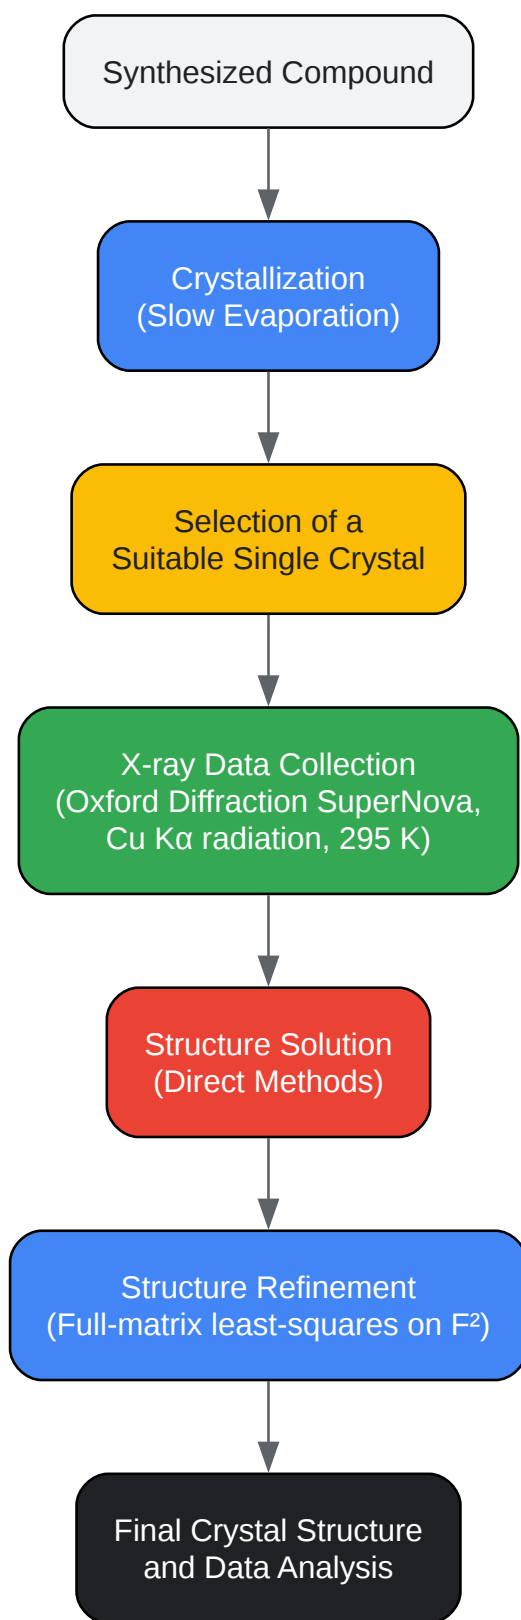 Synthesized Compound
Crystallization
(Slow Evaporation)
Selection of a
Suitable Single Crystal
X-ray Data Collection
(Oxford Diffraction SuperNova,
Cu Kα radiation, 295 K)
Structure Solution
(Direct Methods)
Structure Refinement
(Full-matrix least-squares on F²)
Final Crystal Structure
and Data Analysis